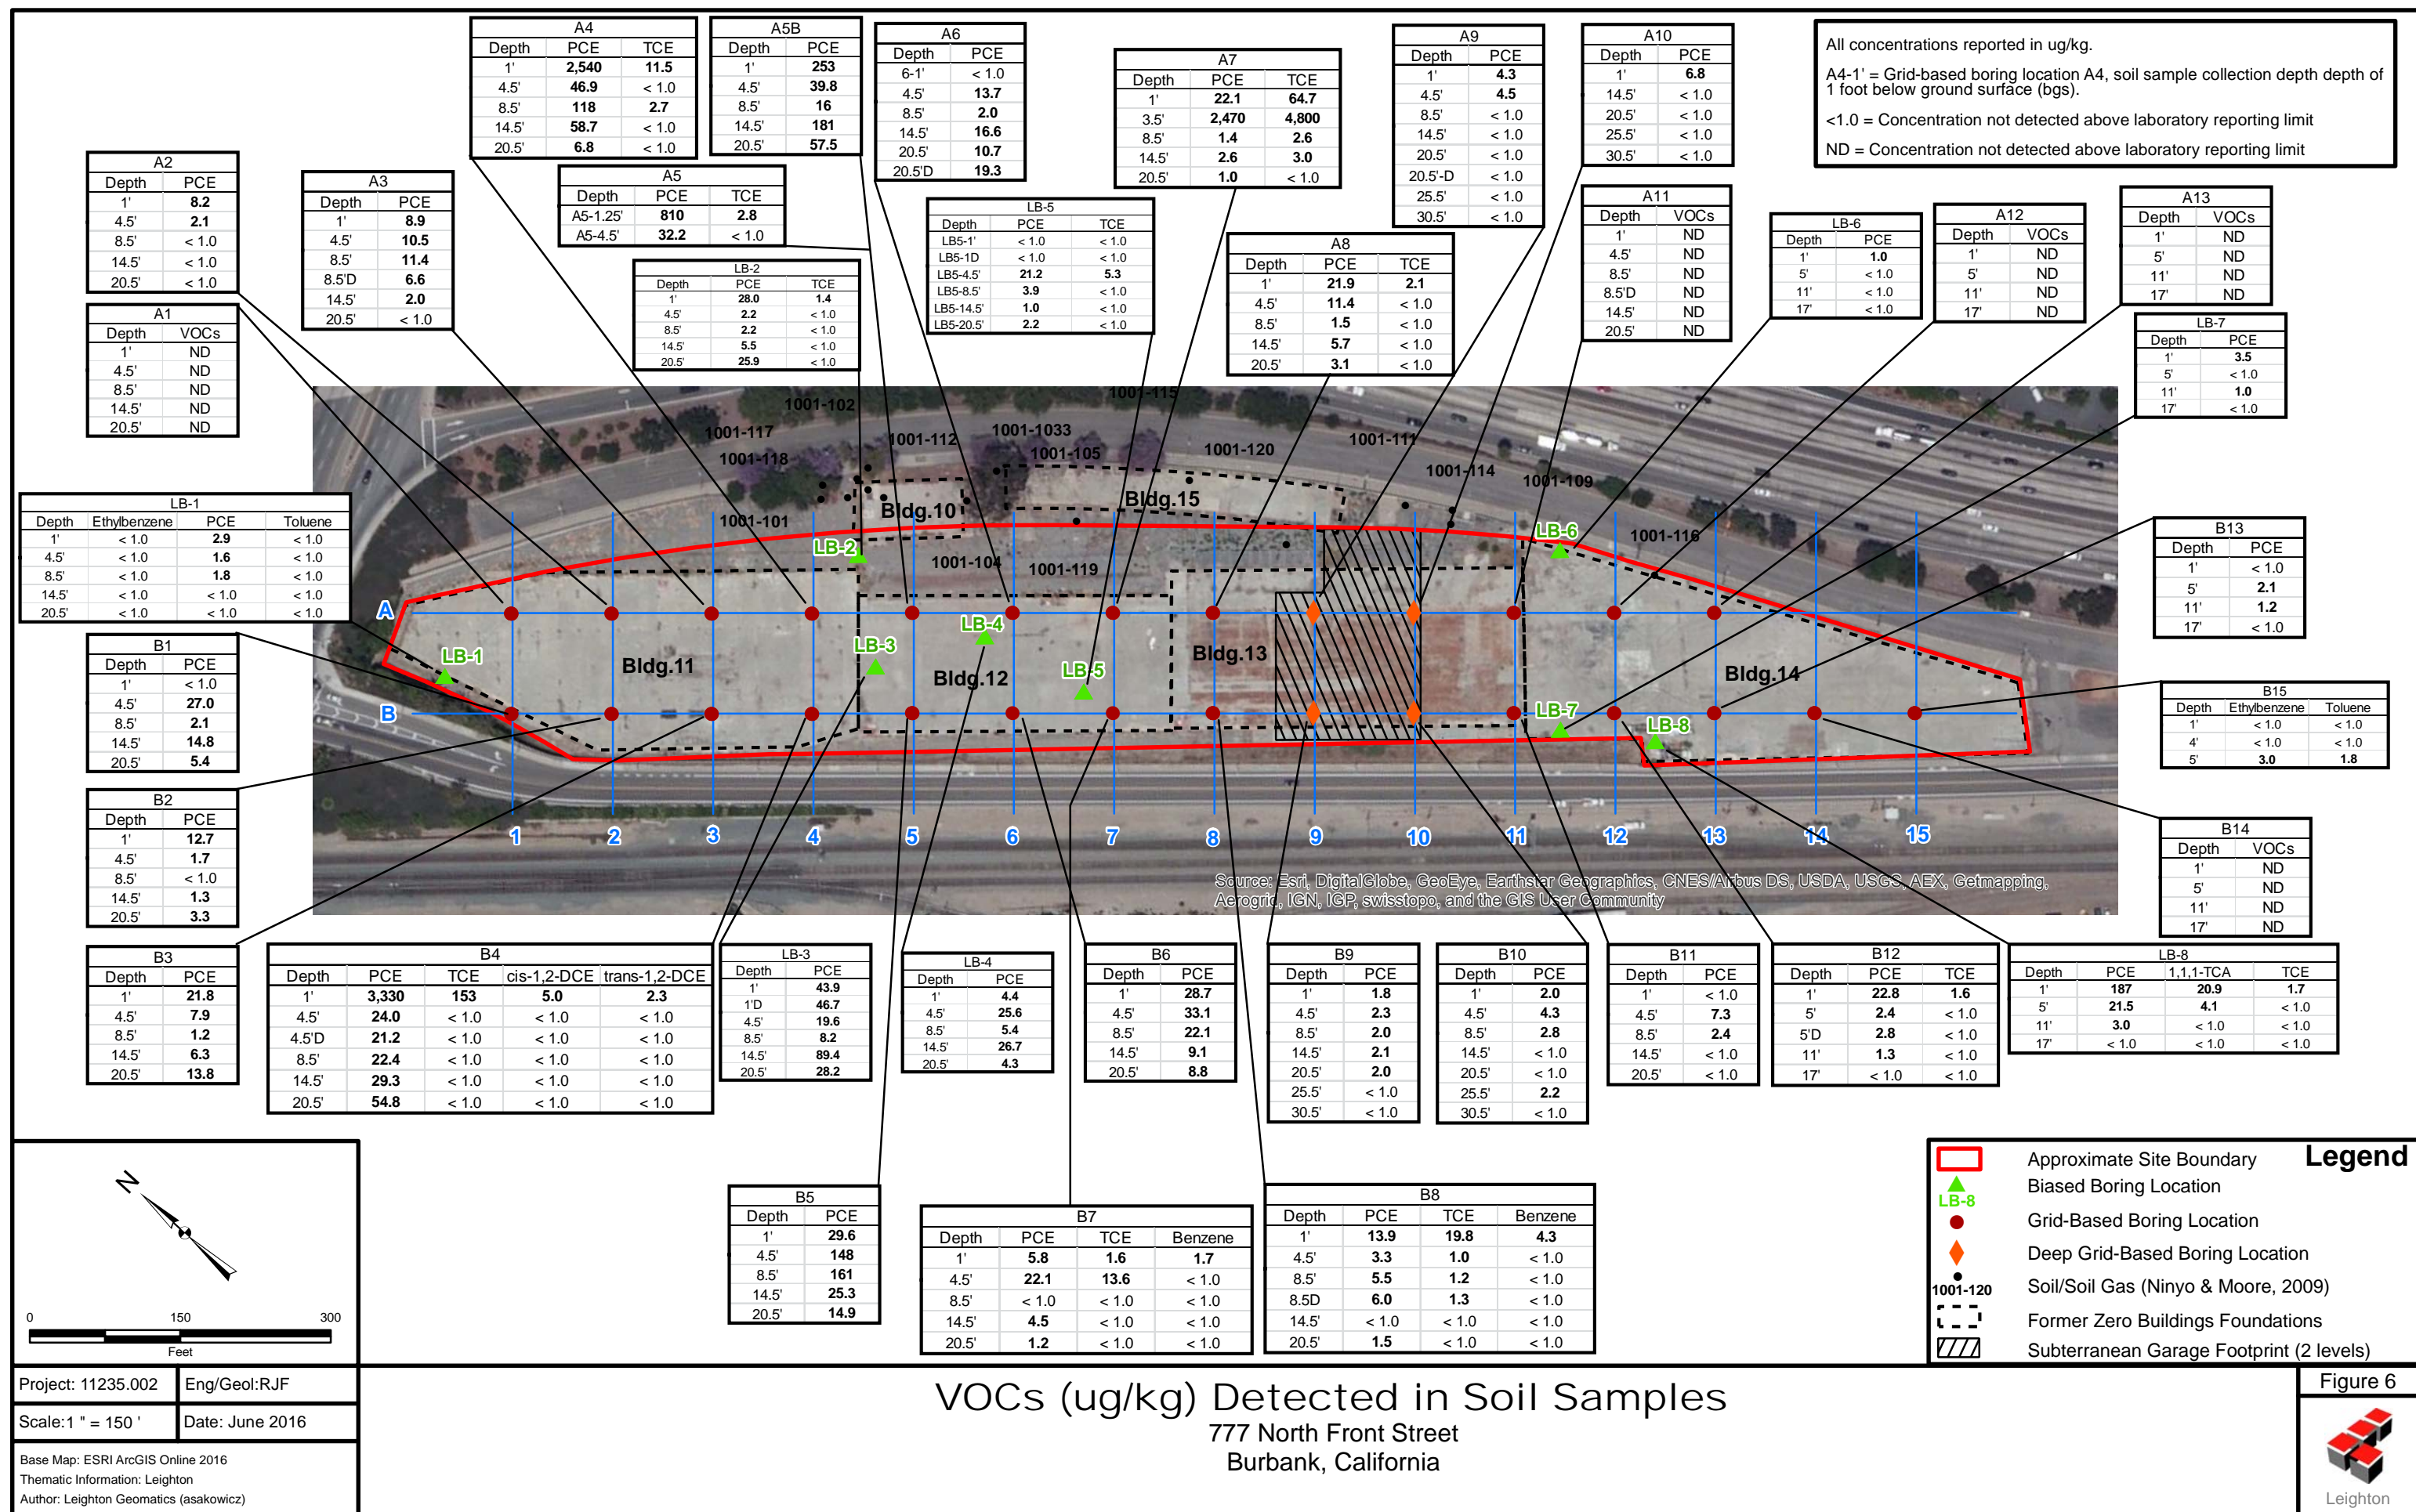 A4
Depth PCE TCE
1' 2,540 11.5
4.5' 46.9 < 1.0
8.5' 118 2.7
14.5' 58.7 < 1.0
20.5' 6.8 < 1.0
A5B
Depth PCE
1' 253
4.5' 39.8
8.5' 16
14.5' 181
20.5' 57.5
A6
Depth PCE
6-1' < 1.0
4.5' 13.7
8.5' 2.0
14.5' 16.6
20.5' 10.7
20.5'D 19.3
A7
Depth PCE TCE
1' 22.1 64.7
3.5' 2,470 4,800
8.5' 1.4 2.6
14.5' 2.6 3.0
20.5' 1.0 < 1.0
A9
Depth PCE
1' 4.3
4.5' 4.5
8.5' < 1.0
14.5' < 1.0
20.5' < 1.0
20.5'-D < 1.0
25.5' < 1.0
30.5' < 1.0
A10
Depth PCE
1' 6.8
14.5' < 1.0
20.5' < 1.0
25.5' < 1.0
30.5' < 1.0
All concentrations reported in ug/kg.
A4-1' = Grid-based boring location A4, soil sample collection depth depth of
1 foot below ground surface (bgs).
<1.0 = Concentration not detected above laboratory reporting limit
ND = Concentration not detected above laboratory reporting limit
A2
Depth PCE
1' 8.2
4.5' 2.1
8.5' < 1.0
14.5' < 1.0
20.5' < 1.0
A3
Depth PCE
1' 8.9
4.5' 10.5
8.5' 11.4
8.5'D 6.6
14.5' 2.0
20.5' < 1.0
A5
Depth PCE TCE
A5-1.25' 810 2.8
A5-4.5' 32.2 < 1.0
LB-2
Depth PCE TCE
1' 28.0 1.4
4.5' 2.2 < 1.0
8.5' 2.2 < 1.0
14.5' 5.5 < 1.0
20.5' 25.9 < 1.0
LB-5
Depth PCE TCE
LB5-1' < 1.0 < 1.0
LB5-1D < 1.0 < 1.0
LB5-4.5' 21.2 5.3
LB5-8.5' 3.9 < 1.0
LB5-14.5' 1.0 < 1.0
LB5-20.5' 2.2 < 1.0
A8
Depth PCE TCE
1' 21.9 2.1
4.5' 11.4 < 1.0
8.5' 1.5 < 1.0
14.5' 5.7 < 1.0
20.5' 3.1 < 1.0
A11
Depth VOCs
1' ND
4.5' ND
8.5' ND
8.5'D ND
14.5' ND
20.5' ND
LB-6
Depth PCE
1' 1.0
5' < 1.0
11' < 1.0
17' < 1.0
A12
Depth VOCs
1' ND
5' ND
11' ND
17' ND
A13
Depth VOCs
1' ND
5' ND
11' ND
17' ND
LB-7
Depth PCE
1' 3.5
5' < 1.0
11' 1.0
17' < 1.0
A1
Depth VOCs
1' ND
4.5' ND
8.5' ND
14.5' ND
20.5' ND
LB-1
Depth Ethylbenzene PCE Toluene
1' < 1.0 2.9 < 1.0
4.5' < 1.0 1.6 < 1.0
8.5' < 1.0 1.8 < 1.0
14.5' < 1.0 < 1.0 < 1.0
20.5' < 1.0 < 1.0 < 1.0
1001-102
1001-115
1001-117
1001-112
1001-1033
1001-111
1001-118
1001-105
1001-120
1001-114
1001-109
1001-101
Bldg.10
Bldg.15
1001-116
LB-2
LB-6
1001-104
1001-119
A
LB-4
LB-3
LB-1
Bldg.11
Bldg.12
LB-5
Bldg.13
Bldg.14
B
LB-7
LB-8
1 2 3 4 5 6 7 8 9 10 11 12 13 14 15
Source: Esri, DigitalGlobe, GeoEye, Earthstar Geographics, CNES/Airbus DS, USDA, USGS, AEX, Getmapping,
Aerogrid, IGN, IGP, swisstopo, and the GIS User Community
B13
Depth PCE
1' < 1.0
5' 2.1
11' 1.2
17' < 1.0
B15
Depth Ethylbenzene Toluene
1' < 1.0 < 1.0
4' < 1.0 < 1.0
5' 3.0 1.8
B14
Depth VOCs
1' ND
5' ND
11' ND
17' ND
B1
Depth PCE
1' < 1.0
4.5' 27.0
8.5' 2.1
14.5' 14.8
20.5' 5.4
B2
Depth PCE
1' 12.7
4.5' 1.7
8.5' < 1.0
14.5' 1.3
20.5' 3.3
B3
Depth PCE
1' 21.8
4.5' 7.9
8.5' 1.2
14.5' 6.3
20.5' 13.8
B4
Depth PCE TCE cis-1,2-DCE trans-1,2-DCE
1' 3,330 153 5.0 2.3
4.5' 24.0 < 1.0 < 1.0 < 1.0
4.5'D 21.2 < 1.0 < 1.0 < 1.0
8.5' 22.4 < 1.0 < 1.0 < 1.0
14.5' 29.3 < 1.0 < 1.0 < 1.0
20.5' 54.8 < 1.0 < 1.0 < 1.0
LB-3
Depth PCE
1' 43.9
1'D 46.7
4.5' 19.6
8.5' 8.2
14.5' 89.4
20.5' 28.2
LB-4
Depth PCE
1' 4.4
4.5' 25.6
8.5' 5.4
14.5' 26.7
20.5' 4.3
B6
Depth PCE
1' 28.7
4.5' 33.1
8.5' 22.1
14.5' 9.1
20.5' 8.8
B9
Depth PCE
1' 1.8
4.5' 2.3
8.5' 2.0
14.5' 2.1
20.5' 2.0
25.5' < 1.0
30.5' < 1.0
B10
Depth PCE
1' 2.0
4.5' 4.3
8.5' 2.8
14.5' < 1.0
20.5' < 1.0
25.5' 2.2
30.5' < 1.0
B11
Depth PCE
1' < 1.0
4.5' 7.3
8.5' 2.4
14.5' < 1.0
20.5' < 1.0
B12
Depth PCE TCE
1' 22.8 1.6
5' 2.4 < 1.0
5'D 2.8 < 1.0
11' 1.3 < 1.0
17' < 1.0 < 1.0
LB-8
Depth PCE 1,1,1-TCA TCE
1' 187 20.9 1.7
5' 21.5 4.1 < 1.0
11' 3.0 < 1.0 < 1.0
17' < 1.0 < 1.0 < 1.0
B5
Depth PCE
1' 29.6
4.5' 148
8.5' 161
14.5' 25.3
20.5' 14.9
B7
Depth PCE TCE Benzene
1' 5.8 1.6 1.7
4.5' 22.1 13.6 < 1.0
8.5' < 1.0 < 1.0 < 1.0
14.5' 4.5 < 1.0 < 1.0
20.5' 1.2 < 1.0 < 1.0
B8
Depth PCE TCE Benzene
1' 13.9 19.8 4.3
4.5' 3.3 1.0 < 1.0
8.5' 5.5 1.2 < 1.0
8.5D 6.0 1.3 < 1.0
14.5' < 1.0 < 1.0 < 1.0
20.5' 1.5 < 1.0 < 1.0
N
0 150 300
Feet
Legend
Approximate Site Boundary
Biased Boring Location
LB-8
Grid-Based Boring Location
Deep Grid-Based Boring Location
1001-120 Soil/Soil Gas (Ninyo & Moore, 2009)
Former Zero Buildings Foundations
Subterranean Garage Footprint (2 levels)
Project: 11235.002 Eng/Geol:RJF
Scale:1 " = 150 ' Date: June 2016
Base Map: ESRI ArcGIS Online 2016
Thematic Information: Leighton
Author: Leighton Geomatics (asakowicz)
VOCs (ug/kg) Detected in Soil Samples
777 North Front Street
Burbank, California
Figure 6
Leighton